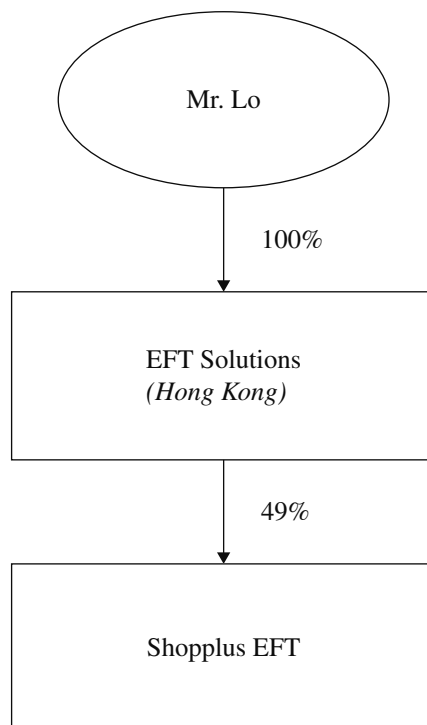 Mr. Lo
100%
EFT Solutions
(Hong Kong)
49%
Shopplus EFT